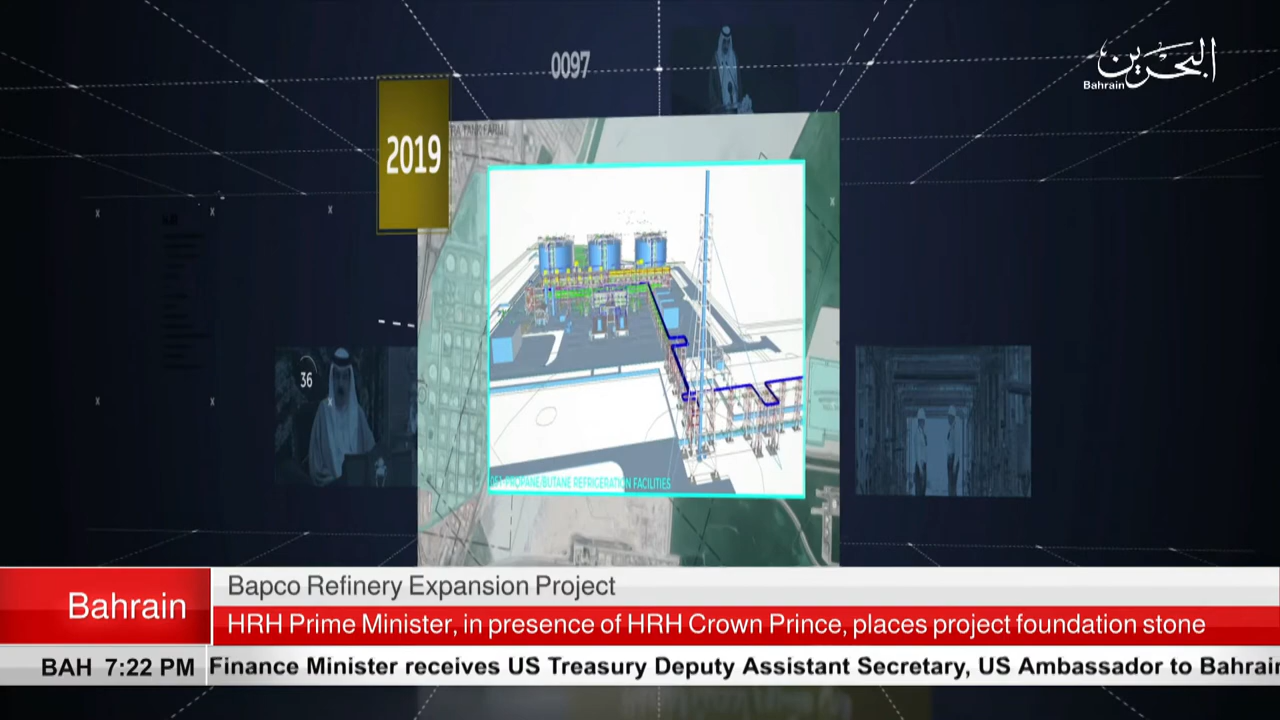 0097
البحرين
Bahrain
2019
36
PROPANE/BUTANE REFRIGERATION FACILITIES
Bahrain
Bapco Refinery Expansion Project
HRH Prime Minister, in presence of HRH Crown Prince, places project foundation stone
BAH 7:22 PM
Finance Minister receives US Treasury Deputy Assistant Secretary, US Ambassador to Bahrain